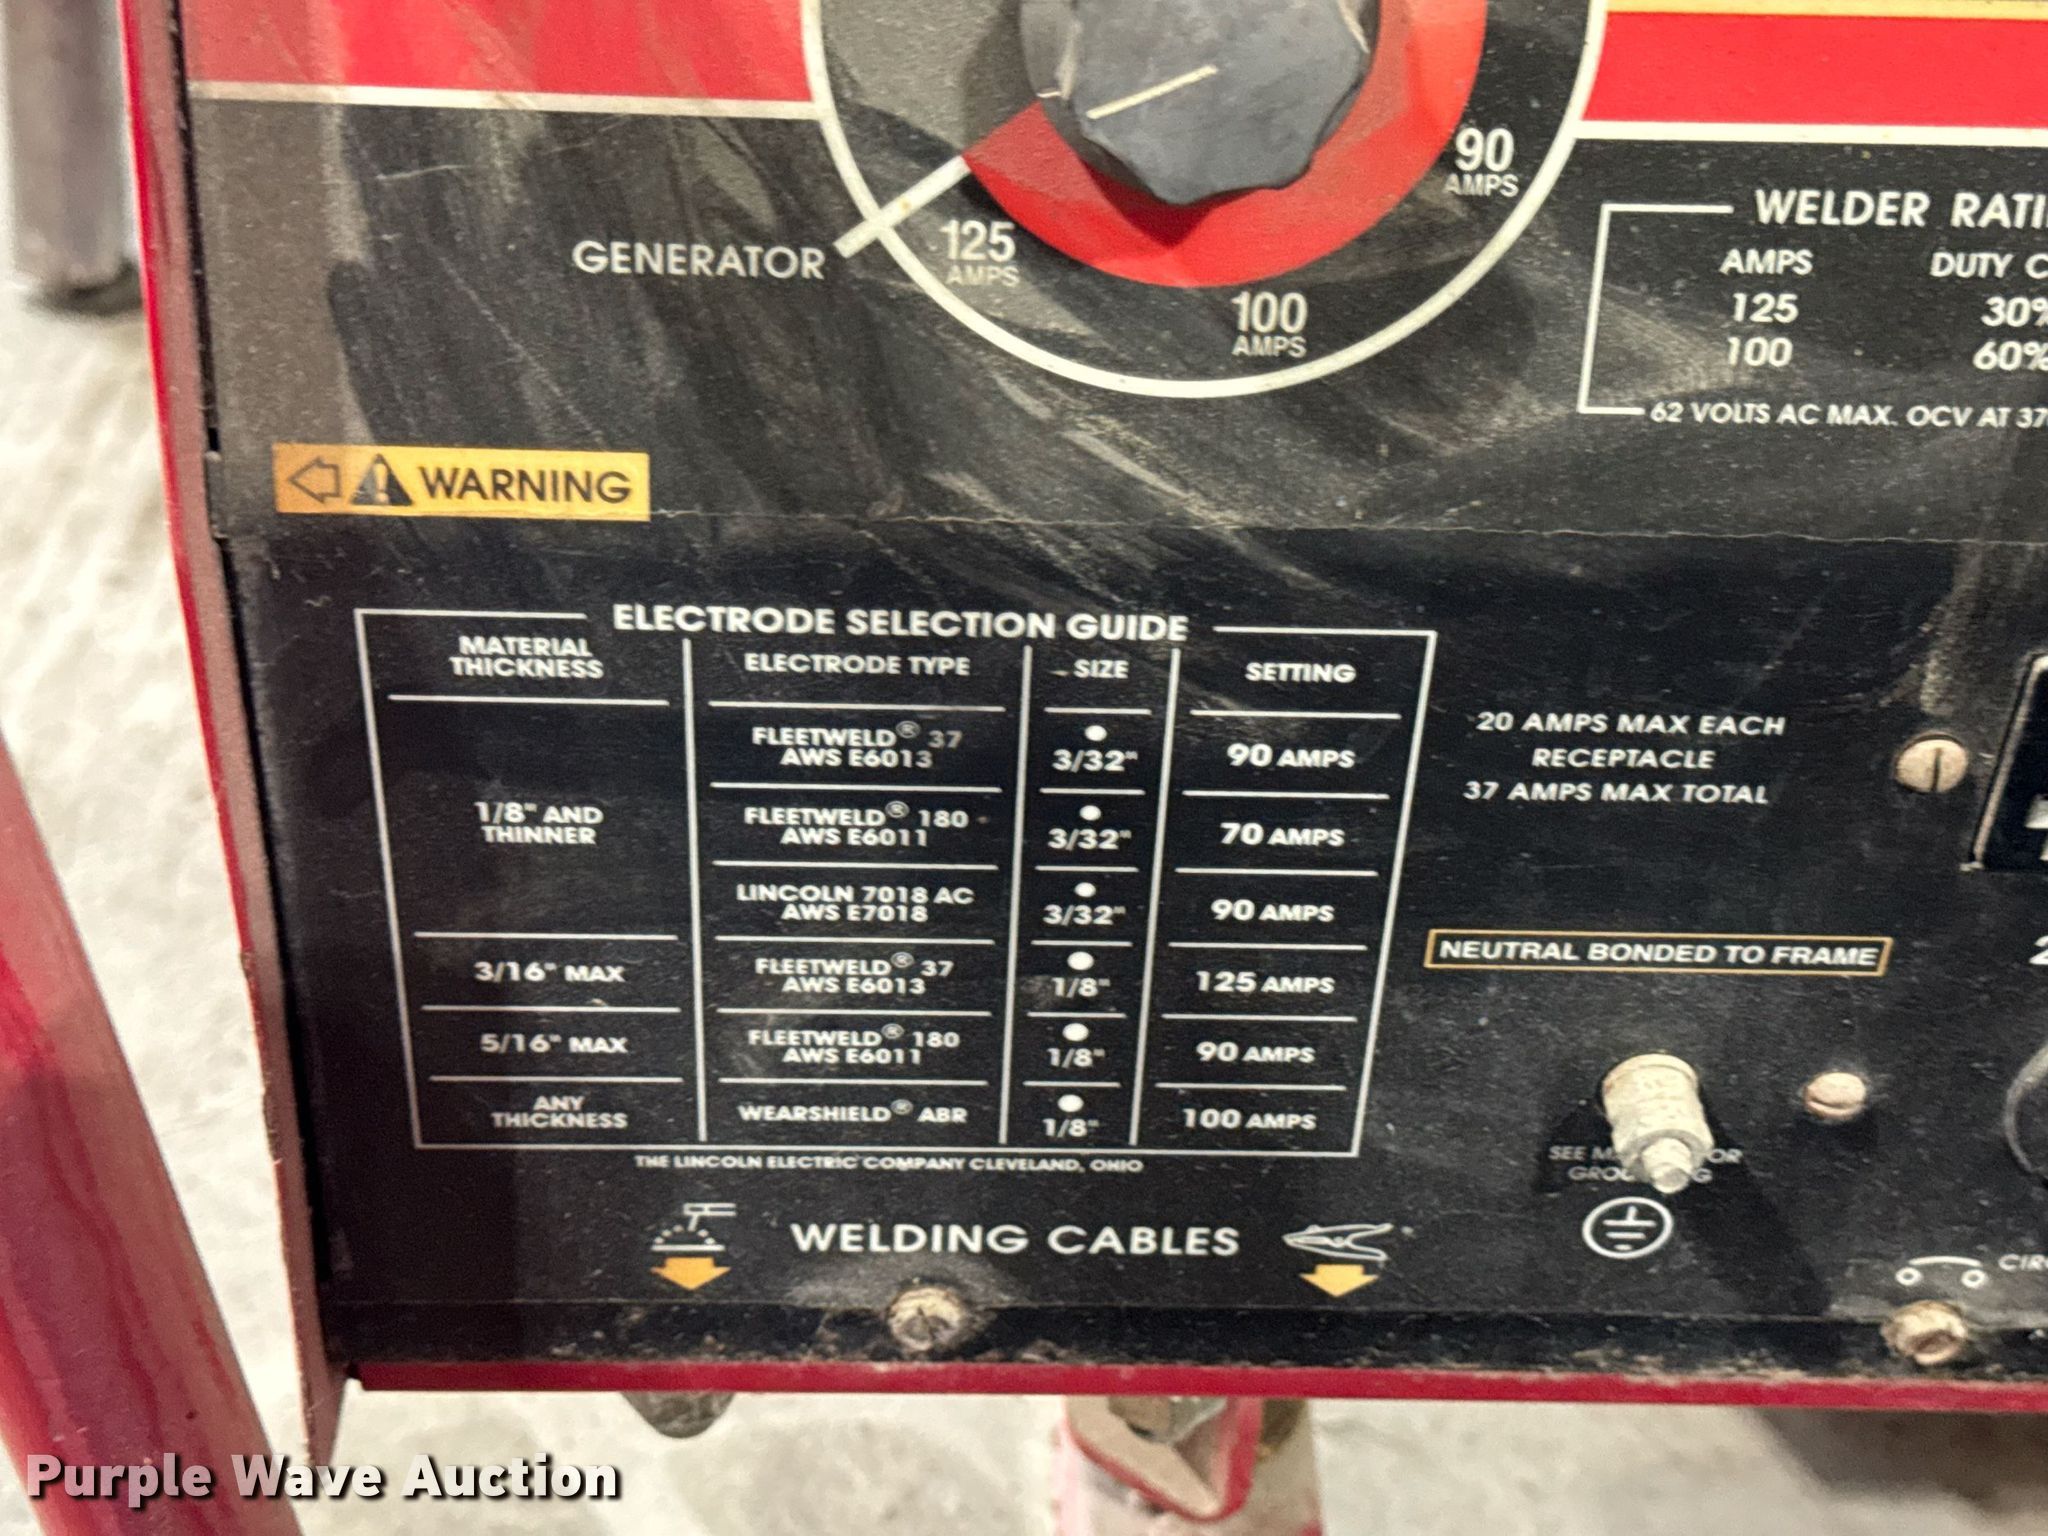 90
AMPS
125
AMPS
100
AMPS
GENERATOR
WELDER
AMPS
DUTY
125
30%
100
60%
62 VOLTS AC MAX. OCV AT
WARNING
ELECTRODE SELECTION GUIDE
MATERIAL
THICKNESS
ELECTRODE TYPE
SIZE
SETTING
1/8" AND
THINNER
FLEETWELD® 37
AWS E6013
3/32"
90 AMPS
FLEETWELD® 180
AWS E6011
3/32"
70 AMPS
LINCOLN 7018 AC
AWS E7018
3/32"
90 AMPS
3/16" MAX
FLEETWELD® 37
AWS E6013
1/8"
125 AMPS
5/16" MAX
FLEETWELD® 180
AWS E6011
1/8"
90 AMPS
ANY
THICKNESS
WEARSHIELD® ABR
1/8"
100 AMPS
THE LINCOLN ELECTRIC COMPANY CLEVELAND, OHIO
20 AMPS MAX EACH
RECEPTACLE
37 AMPS MAX TOTAL
NEUTRAL BONDED TO FRAME
SEE
WELDING CABLES
Purple Wave Auction